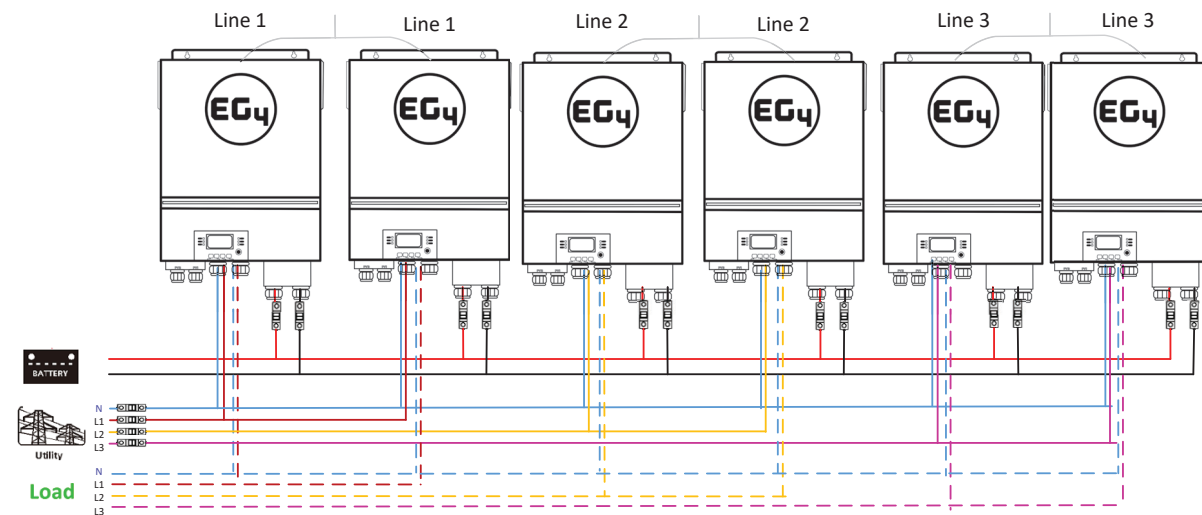 Line 1
Line 1
Line 2
Line 2
Line 3
Line 3
EG4
EG4
EG4
EG4
EG4
EG4
BATTERY
N
L1
L2
L3
Utility
N
L1
L2
L3
Load